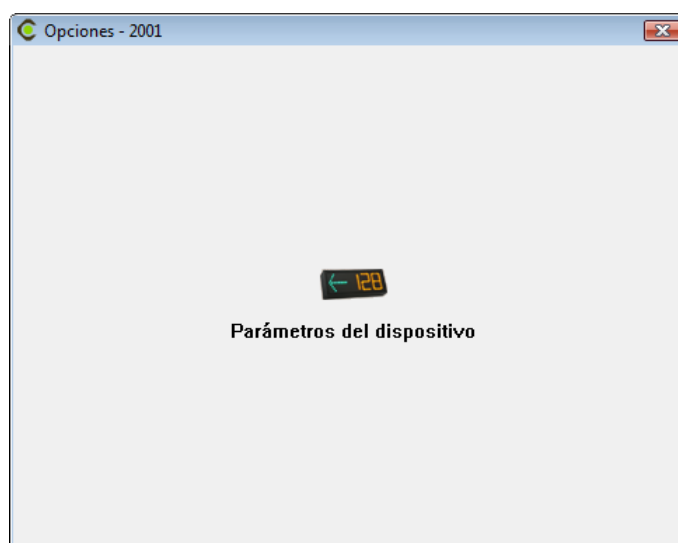 Opciones - 2001
← 128
Parámetros del dispositivo